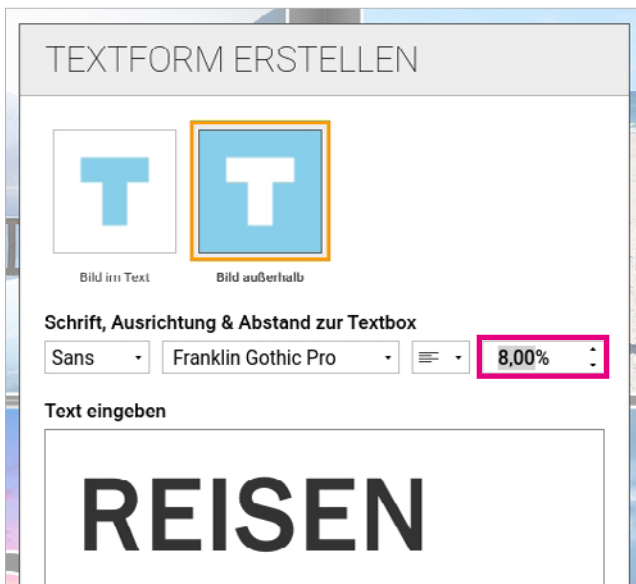 TEXTFORM ERSTELLEN
T T
Bild im Text Bild außerhalb
Schrift, Ausrichtung & Abstand zur Textbox
Sans Franklin Gothic Pro 8,00%
Text eingeben
REISEN